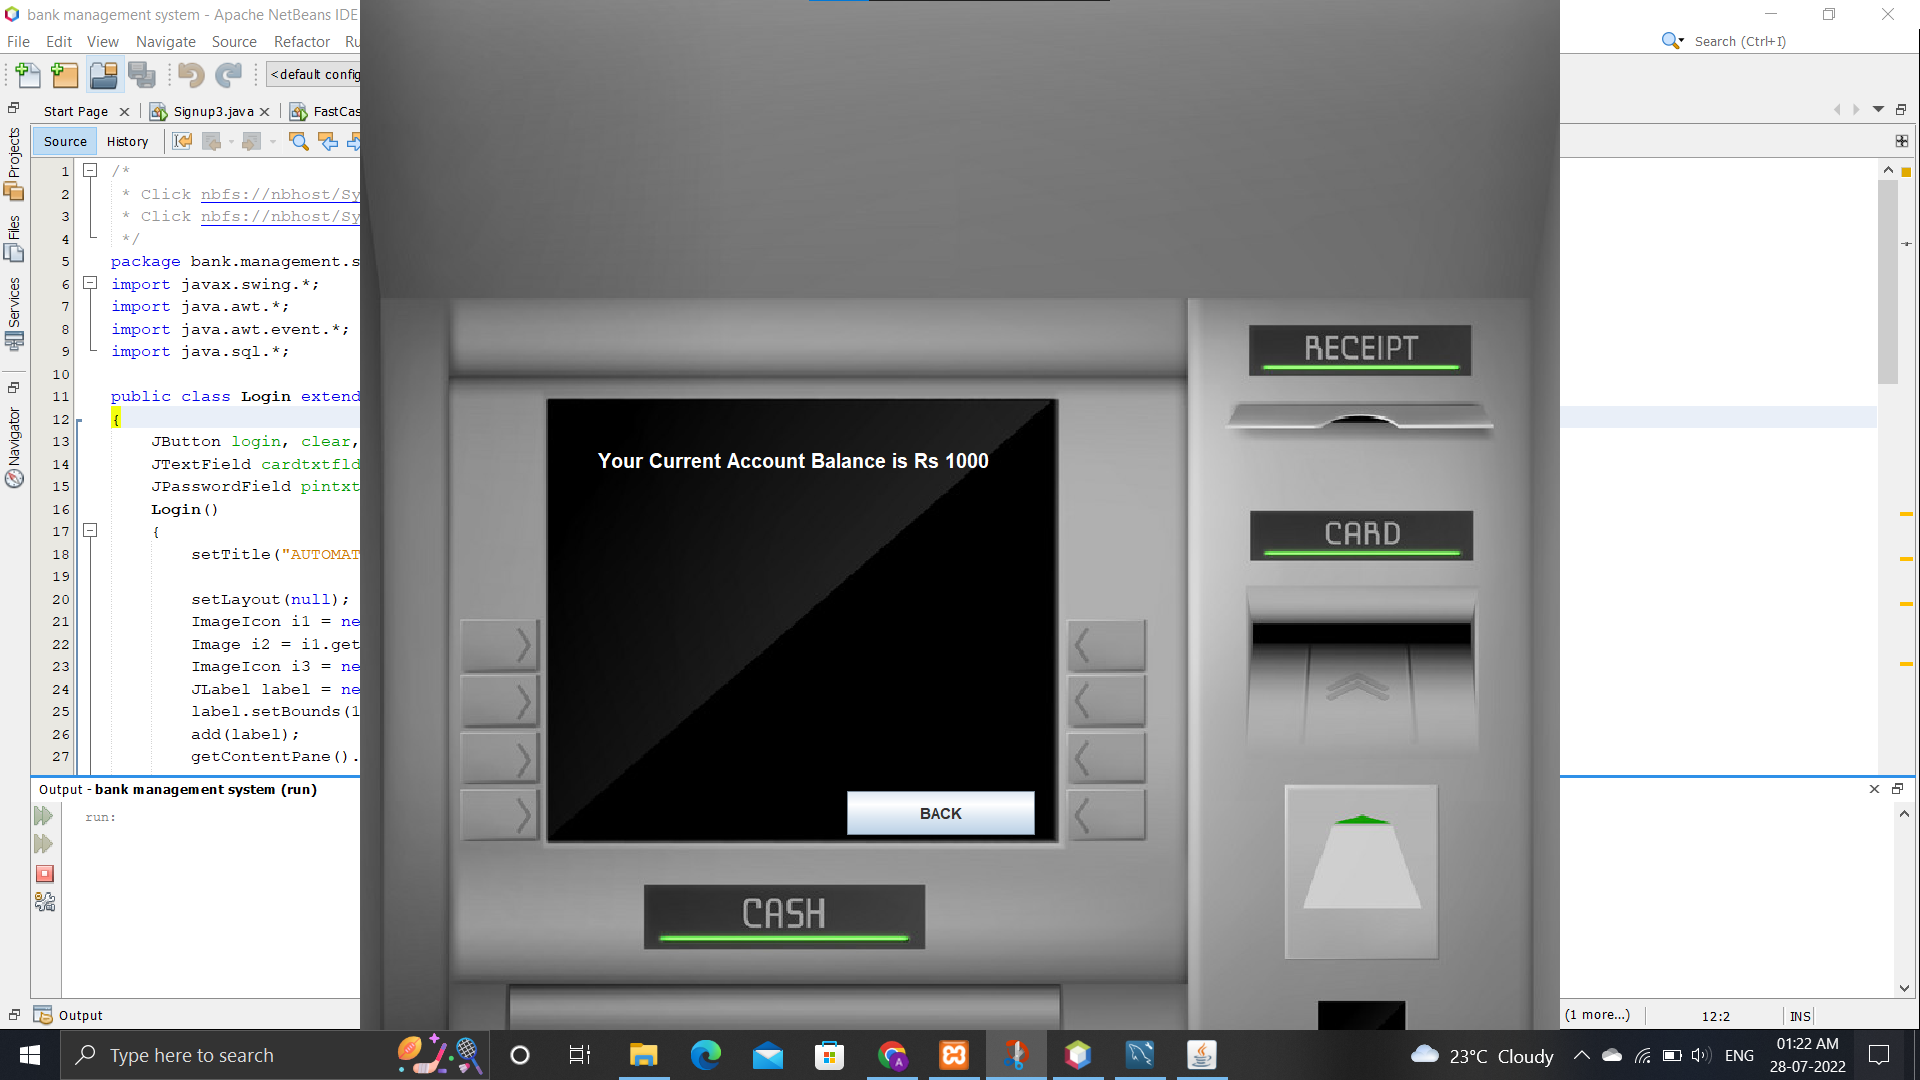 bank management system - Apache NetBeans IDE
File Edit View Navigate Source Refactor Ru
Search (Ctrl+I)
<default config
Start Page Signup3.java FastCas
Source History
Projects
Files
Services
Navigator
1 /*
2 * Click nbfs://nbhost/Sy
3 * Click nbfs://nbhost/Sy
4 */
5 package bank.management.s
6 import javax.swing.*;
7 import java.awt.*;
8 import java.awt.event.*;
9 import java.sql.*;
10
11 public class Login extend
12 {
13 JButton login, clear,
14 JTextField cardtxtfld
15 JPasswordField pintxt
16 Login()
17 {
18 setTitle("AUTOMAT
19
20 setLayout(null);
21 ImageIcon i1 = ne
22 Image i2 = i1.get
23 ImageIcon i3 = ne
24 JLabel label = ne
25 label.setBounds(1
26 add(label);
27 getContentPane().
Output - bank management system (run)
run:
Your Current Account Balance is Rs 1000
BACK
CASH
RECEIPT
CARD
Output
(1 more...) 12:2 INS
Type here to search
23°C Cloudy
ENG
01:22 AM
28-07-2022